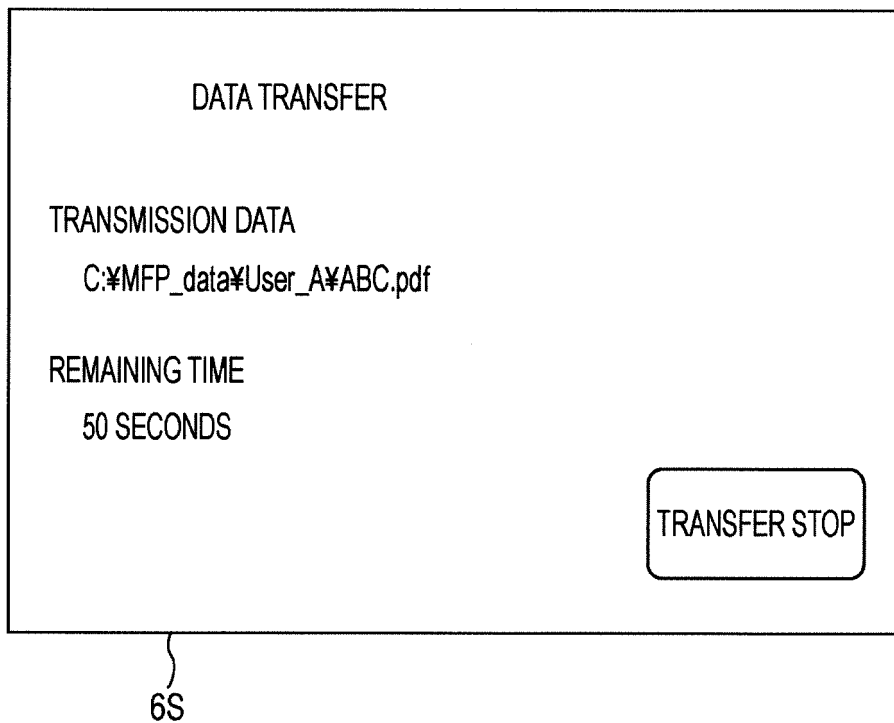 DATA TRANSFER
TRANSMISSION DATA
C:¥MFP_data¥User_A¥ABC.pdf
REMAINING TIME
50 SECONDS
TRANSFER STOP
6S